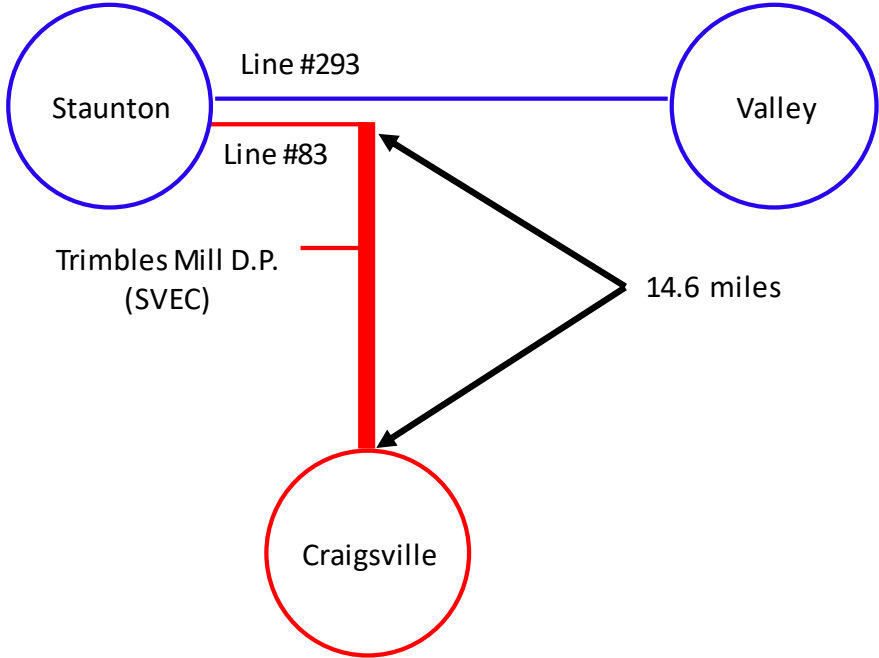 Line #293
Staunton
Valley
Line #83
Trimbles Mill D.P.
(SVEC)
14.6 miles
Craigsville